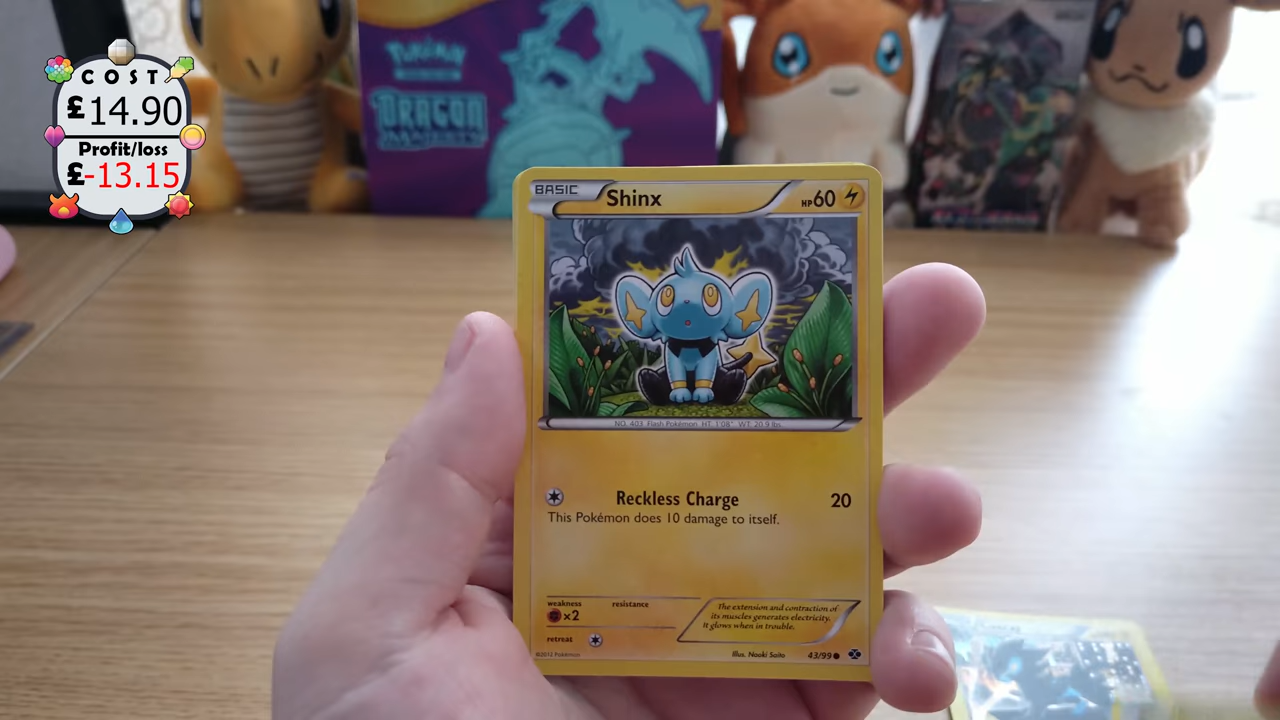 COST
£14.90
Profit/loss
£-13.15
Pokémon
DRAGON
MAJESTY
BASIC
Shinx
HP60
NO. 403 Flash Pokémon HT. 1'08" WT. 20.9 lbs.
Reckless Charge 20
This Pokémon does 10 damage to itself.
weakness resistance
×2
retreat
The extension and contraction of
its muscles generates electricity.
It glows when in trouble.
©2012 Pokémon
Illus. Naoki Saito 43/99